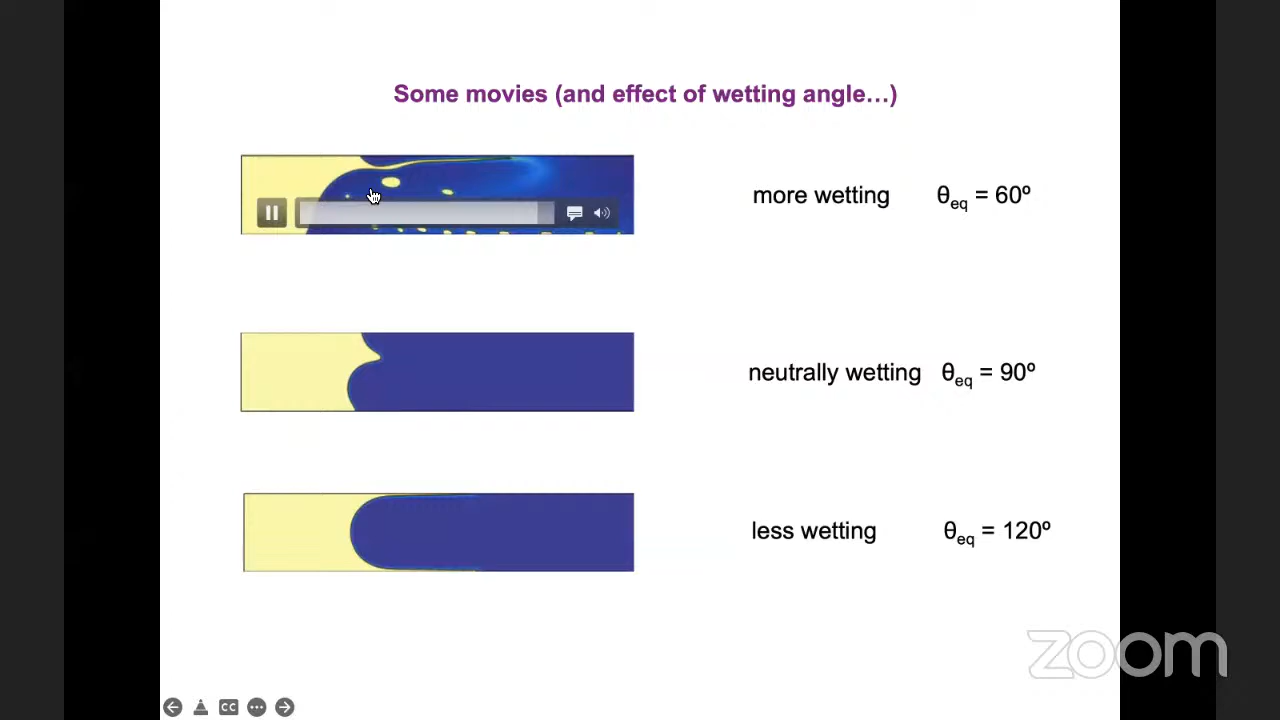 Some movies (and effect of wetting angle…)
more wetting θeq = 60º
neutrally wetting θeq = 90º
less wetting θeq = 120º
zoom
CC